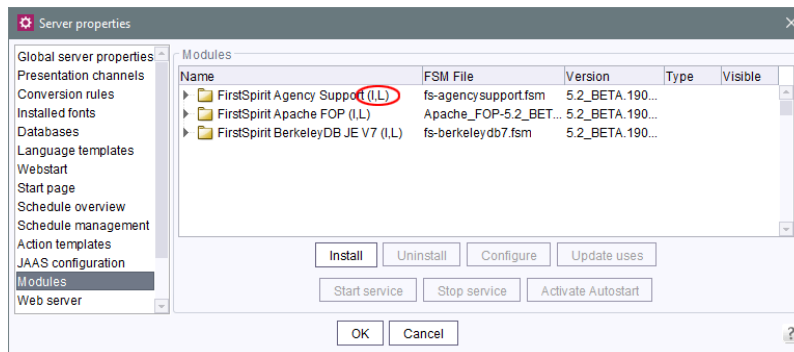 Server properties
Global server properties
Presentation channels
Conversion rules
Installed fonts
Databases
Language templates
Webstart
Start page
Schedule overview
Schedule management
Action templates
JAAS configuration
Modules
Web server
Modules
Name FSM File Version Type Visible
FirstSpirit Agency Support (I,L) fs-agencysupport.fsm 5.2_BETA.190...
FirstSpirit Apache FOP (I,L) Apache_FOP-5.2_BET... 5.2_BETA.190...
FirstSpirit BerkeleyDB JE V7 (I,L) fs-berkeleydb7.fsm 5.2_BETA.190...
Install Uninstall Configure Update uses
Start service Stop service Activate Autostart
OK Cancel
?